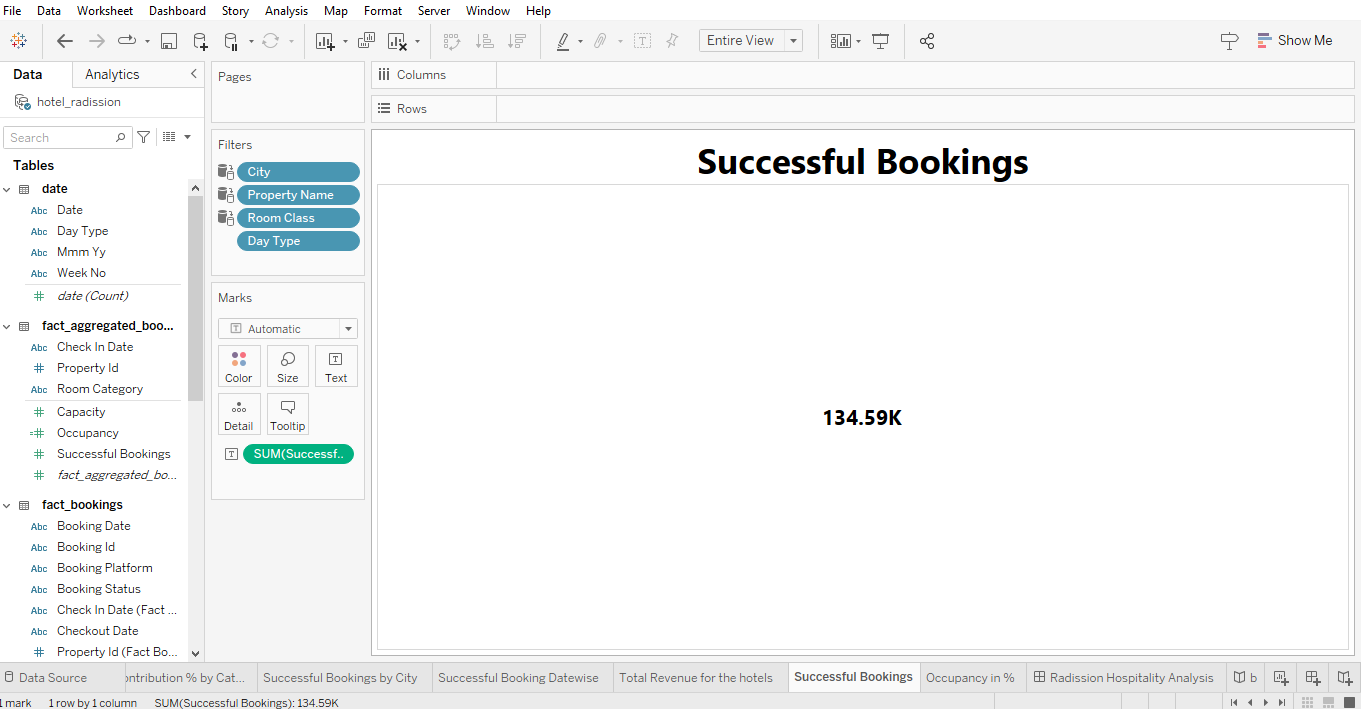 File Data Worksheet Dashboard Story Analysis Map Format Server Window Help
Entire View
Show Me
Data Analytics
hotel_radission
Search
Tables
date
Abc Date
Abc Day Type
Abc Mmm Yy
Abc Week No
# date (Count)
fact_aggregated_boo...
Abc Check In Date
# Property Id
Abc Room Category
# Capacity
=# Occupancy
# Successful Bookings
# fact_aggregated_bo...
fact_bookings
Abc Booking Date
Abc Booking Id
Abc Booking Platform
Abc Booking Status
Abc Check In Date (Fact ...
Abc Checkout Date
# Property Id (Fact Bo...
Pages
Filters
City
Property Name
Room Class
Day Type
Marks
T Automatic
Color Size T Text
Detail Tooltip
T SUM(Successf..
Columns
Rows
Successful Bookings
134.59K
Data Source ontribution % by Cat... Successful Bookings by City Successful Booking Datewise Total Revenue for the hotels Successful Bookings Occupancy in % Radission Hospitality Analysis b
1 mark 1 row by 1 column SUM(Successful Bookings): 134.59K